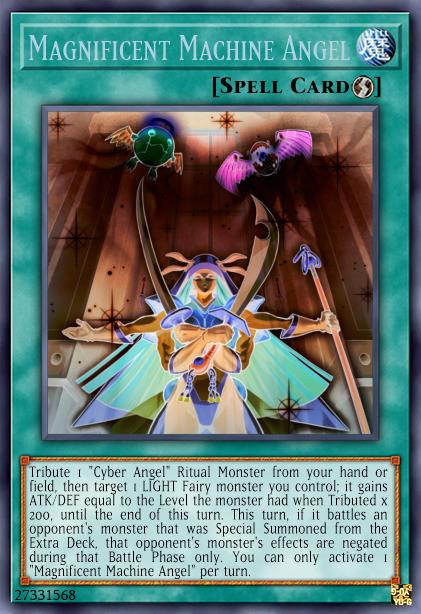 Magnificent Machine Angel
魔
[Spell Card]
Tribute 1 "Cyber Angel" Ritual Monster from your hand or
field, then target 1 LIGHT Fairy monster you control; it gains
ATK/DEF equal to the Level the monster had when Tributed x
200, until the end of this turn. This turn, if it battles an
opponent's monster that was Special Summoned from the
Extra Deck, that opponent's monster's effects are negated
during that Battle Phase only. You can only activate 1
"Magnificent Machine Angel" per turn.
27331568